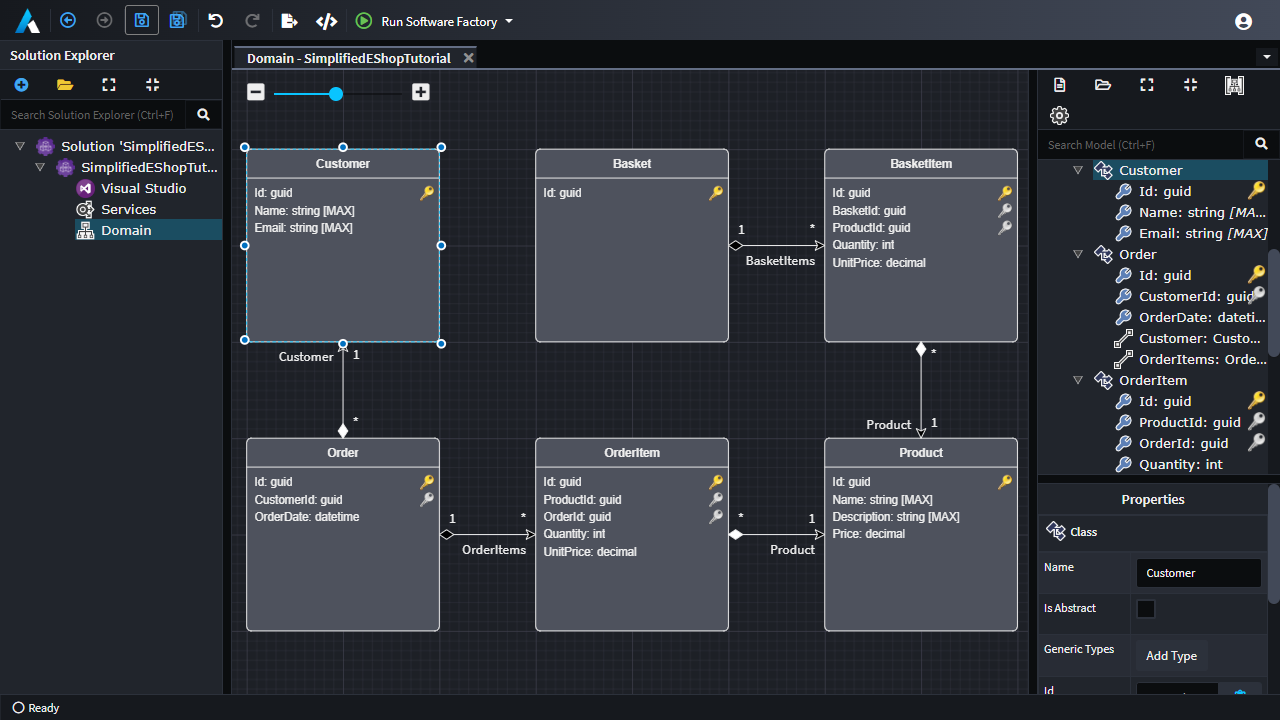 Run Software Factory
Solution Explorer
Search Solution Explorer (Ctrl+F)
Solution 'SimplifiedES...
SimplifiedEShopTut...
Visual Studio
Services
Domain
Domain - SimplifiedEShopTutorial
Customer
Id: guid
Name: string [MAX]
Email: string [MAX]
Basket
Id: guid
1
*
BasketItems
BasketItem
Id: guid
BasketId: guid
ProductId: guid
Quantity: int
UnitPrice: decimal
Customer
1
*
*
Product
1
Order
Id: guid
CustomerId: guid
OrderDate: datetime
1
*
OrderItems
OrderItem
Id: guid
ProductId: guid
OrderId: guid
Quantity: int
UnitPrice: decimal
*
1
Product
Product
Id: guid
Name: string [MAX]
Description: string [MAX]
Price: decimal
Search Model (Ctrl+F)
Customer
Id: guid
Name: string [MA...
Email: string [MAX]
Order
Id: guid
CustomerId: guid
OrderDate: dateti...
Customer: Custo...
OrderItems: Orde...
OrderItem
Id: guid
ProductId: guid
OrderId: guid
Quantity: int
Properties
Class
Name
Customer
Is Abstract
Generic Types
Add Type
Id
Ready